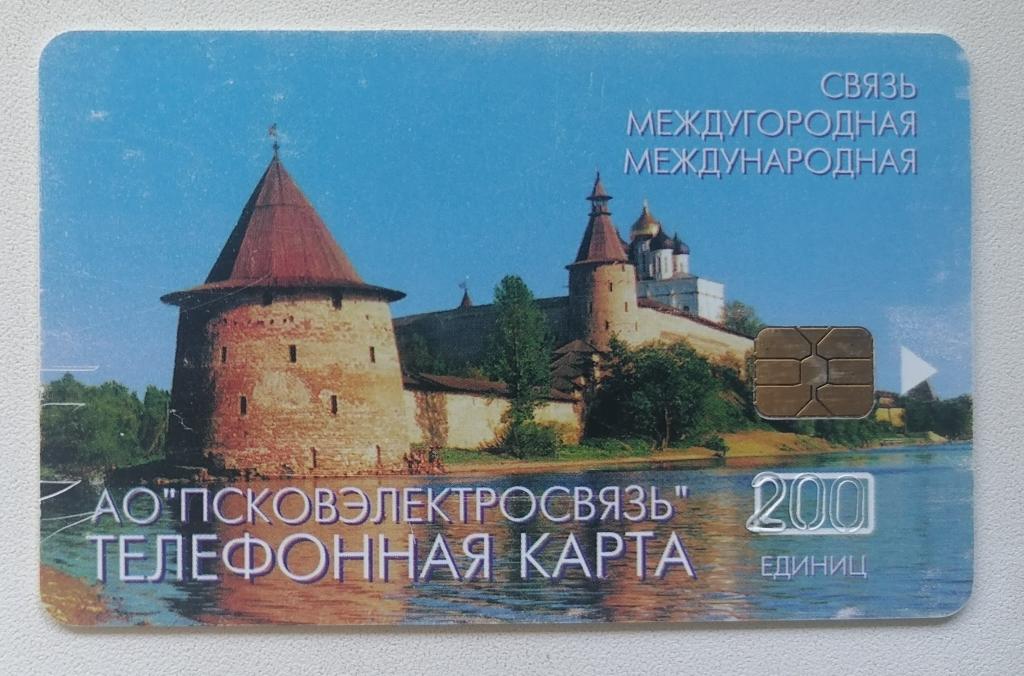 СВЯЗЬ
МЕЖДУГОРОДНАЯ
МЕЖДУНАРОДНАЯ
АО"ПСКОВЭЛЕКТРОСВЯЗЬ"
ТЕЛЕФОННАЯ КАРТА
200
ЕДИНИЦ